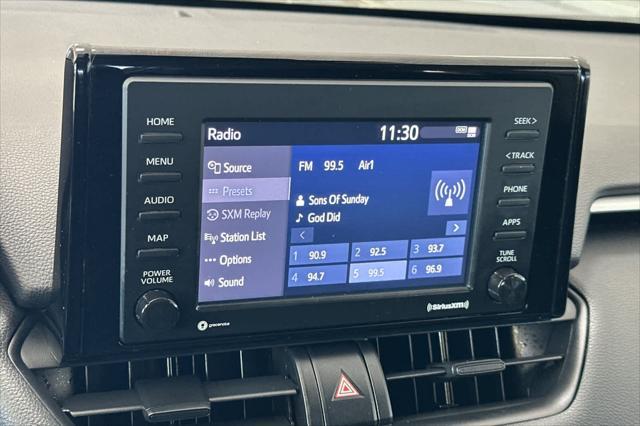 HOME
MENU
AUDIO
MAP
POWER
VOLUME
Radio
11:30
DCM
Source
Presets
SXM Replay
Station List
Options
Sound
FM 99.5 Air1
Sons Of Sunday
God Did
< >
1 90.9 2 92.5 3 93.7
4 94.7 5 99.5 6 96.9
SEEK>
<TRACK
PHONE
APPS
TUNE
SCROLL
gracenote
((SiriusXM))